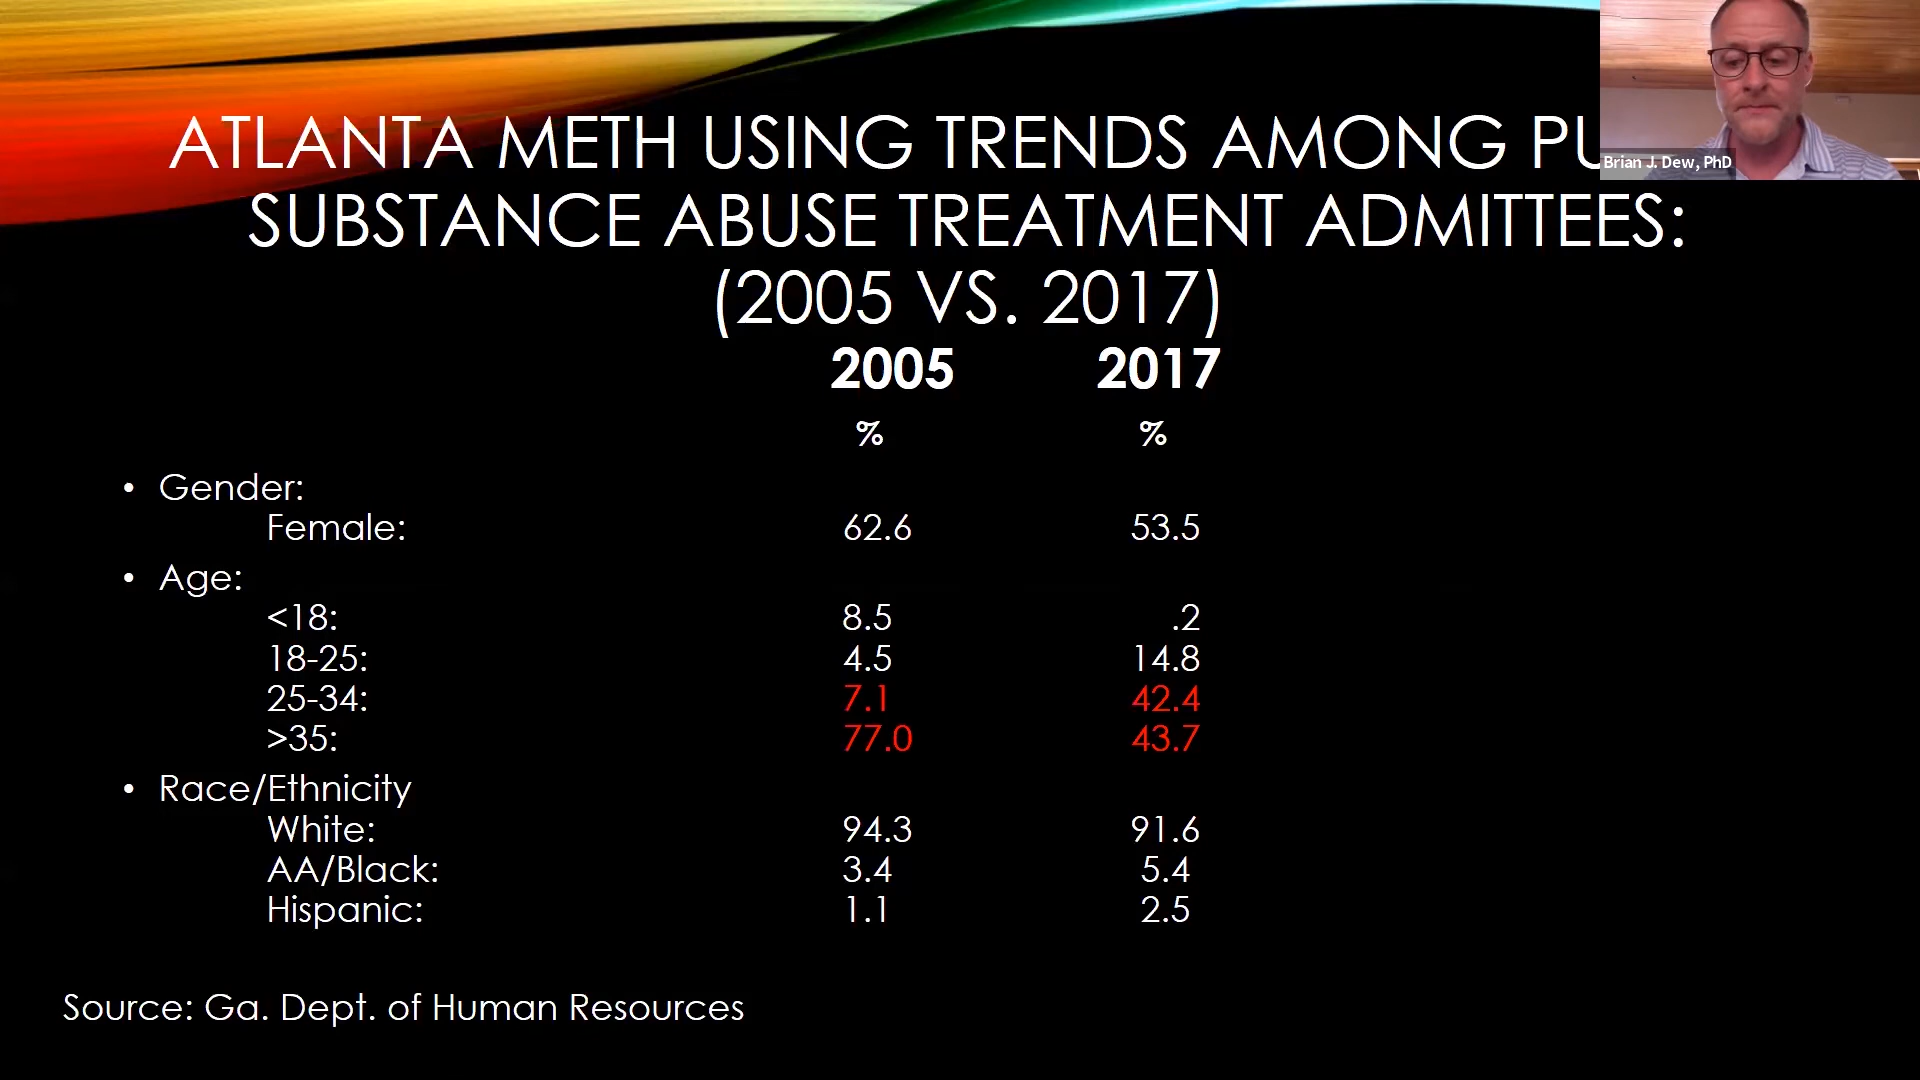 ATLANTA METH USING TRENDS AMONG
SUBSTANCE ABUSE TREATMENT ADMITTEES:
(2005 VS. 2017)
2005 2017
% %
• Gender:
Female: 62.6 53.5
• Age:
<18: 8.5 .2
18-25: 4.5 14.8
25-34: 7.1 42.4
>35: 77.0 43.7
• Race/Ethnicity
White: 94.3 91.6
AA/Black: 3.4 5.4
Hispanic: 1.1 2.5
Source: Ga. Dept. of Human Resources
Brian J. Dew, PhD